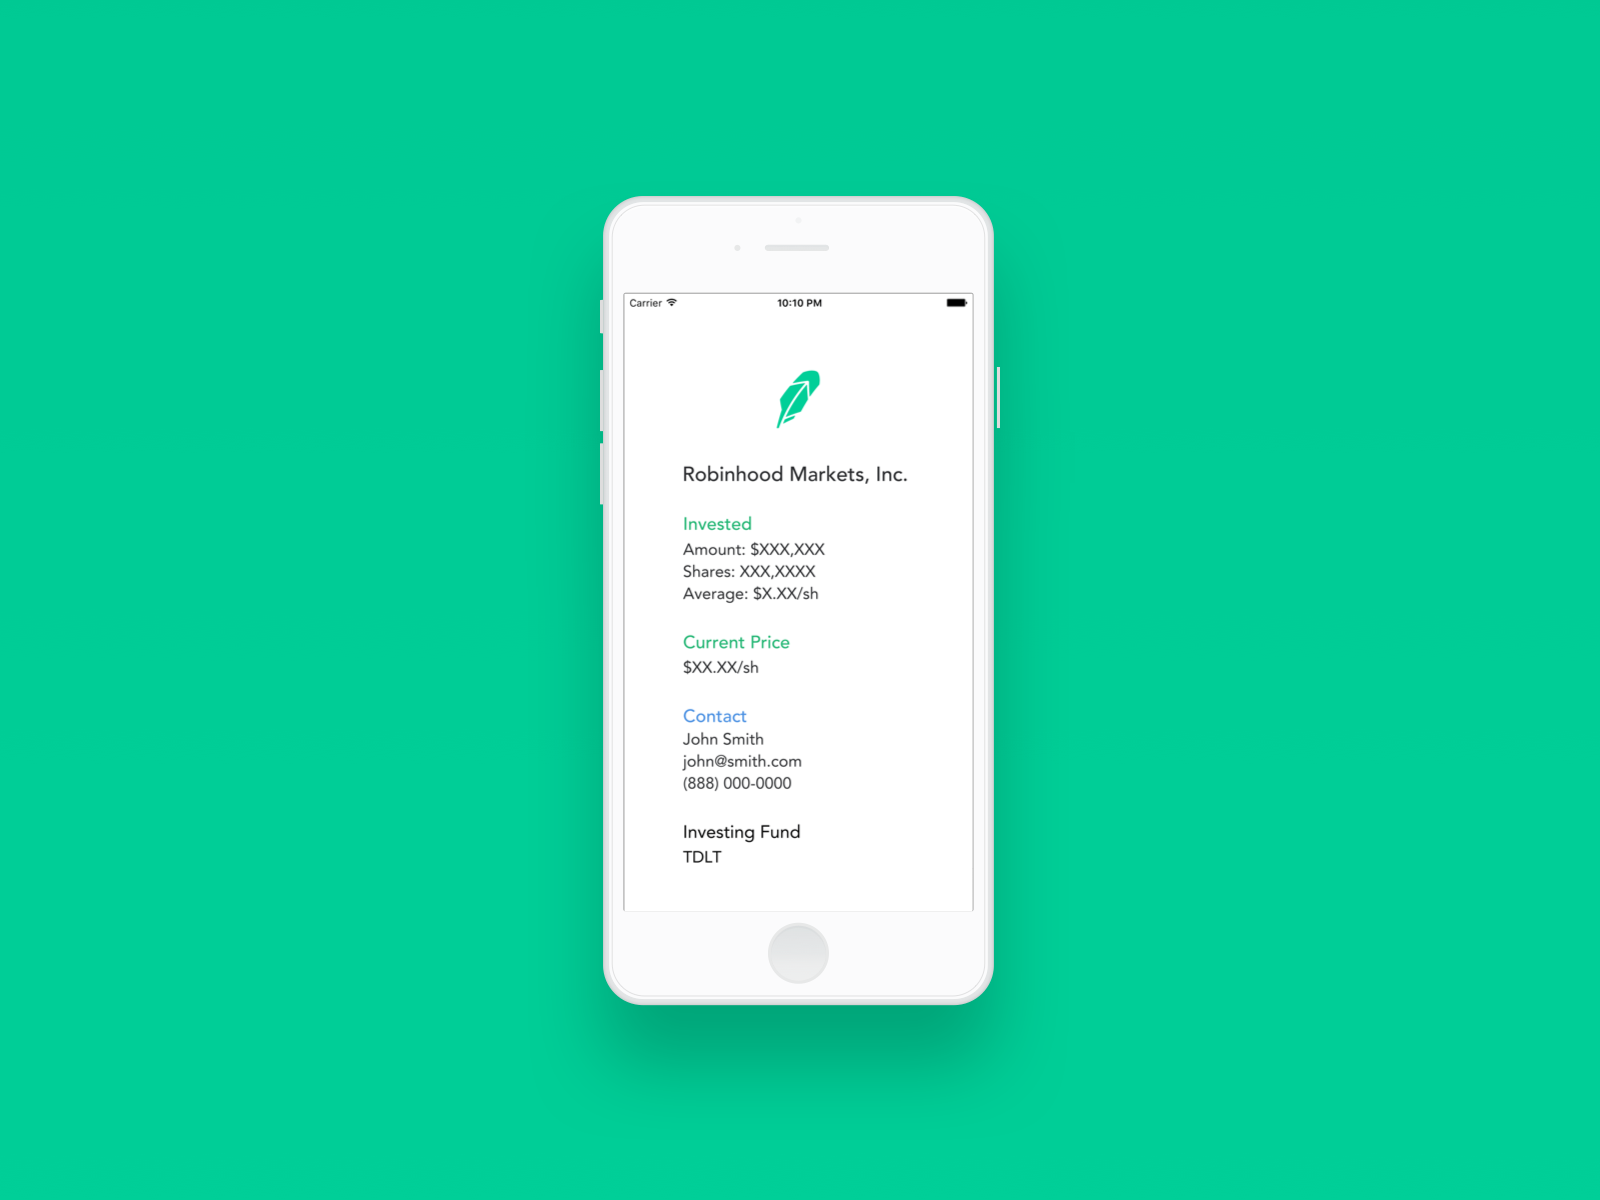 Carrier 10:10 PM
Robinhood Markets, Inc.
Invested
Amount: $XXX,XXX
Shares: XXX,XXXX
Average: $X.XX/sh
Current Price
$XX.XX/sh
Contact
John Smith
john@smith.com
(888) 000-0000
Investing Fund
TDLT